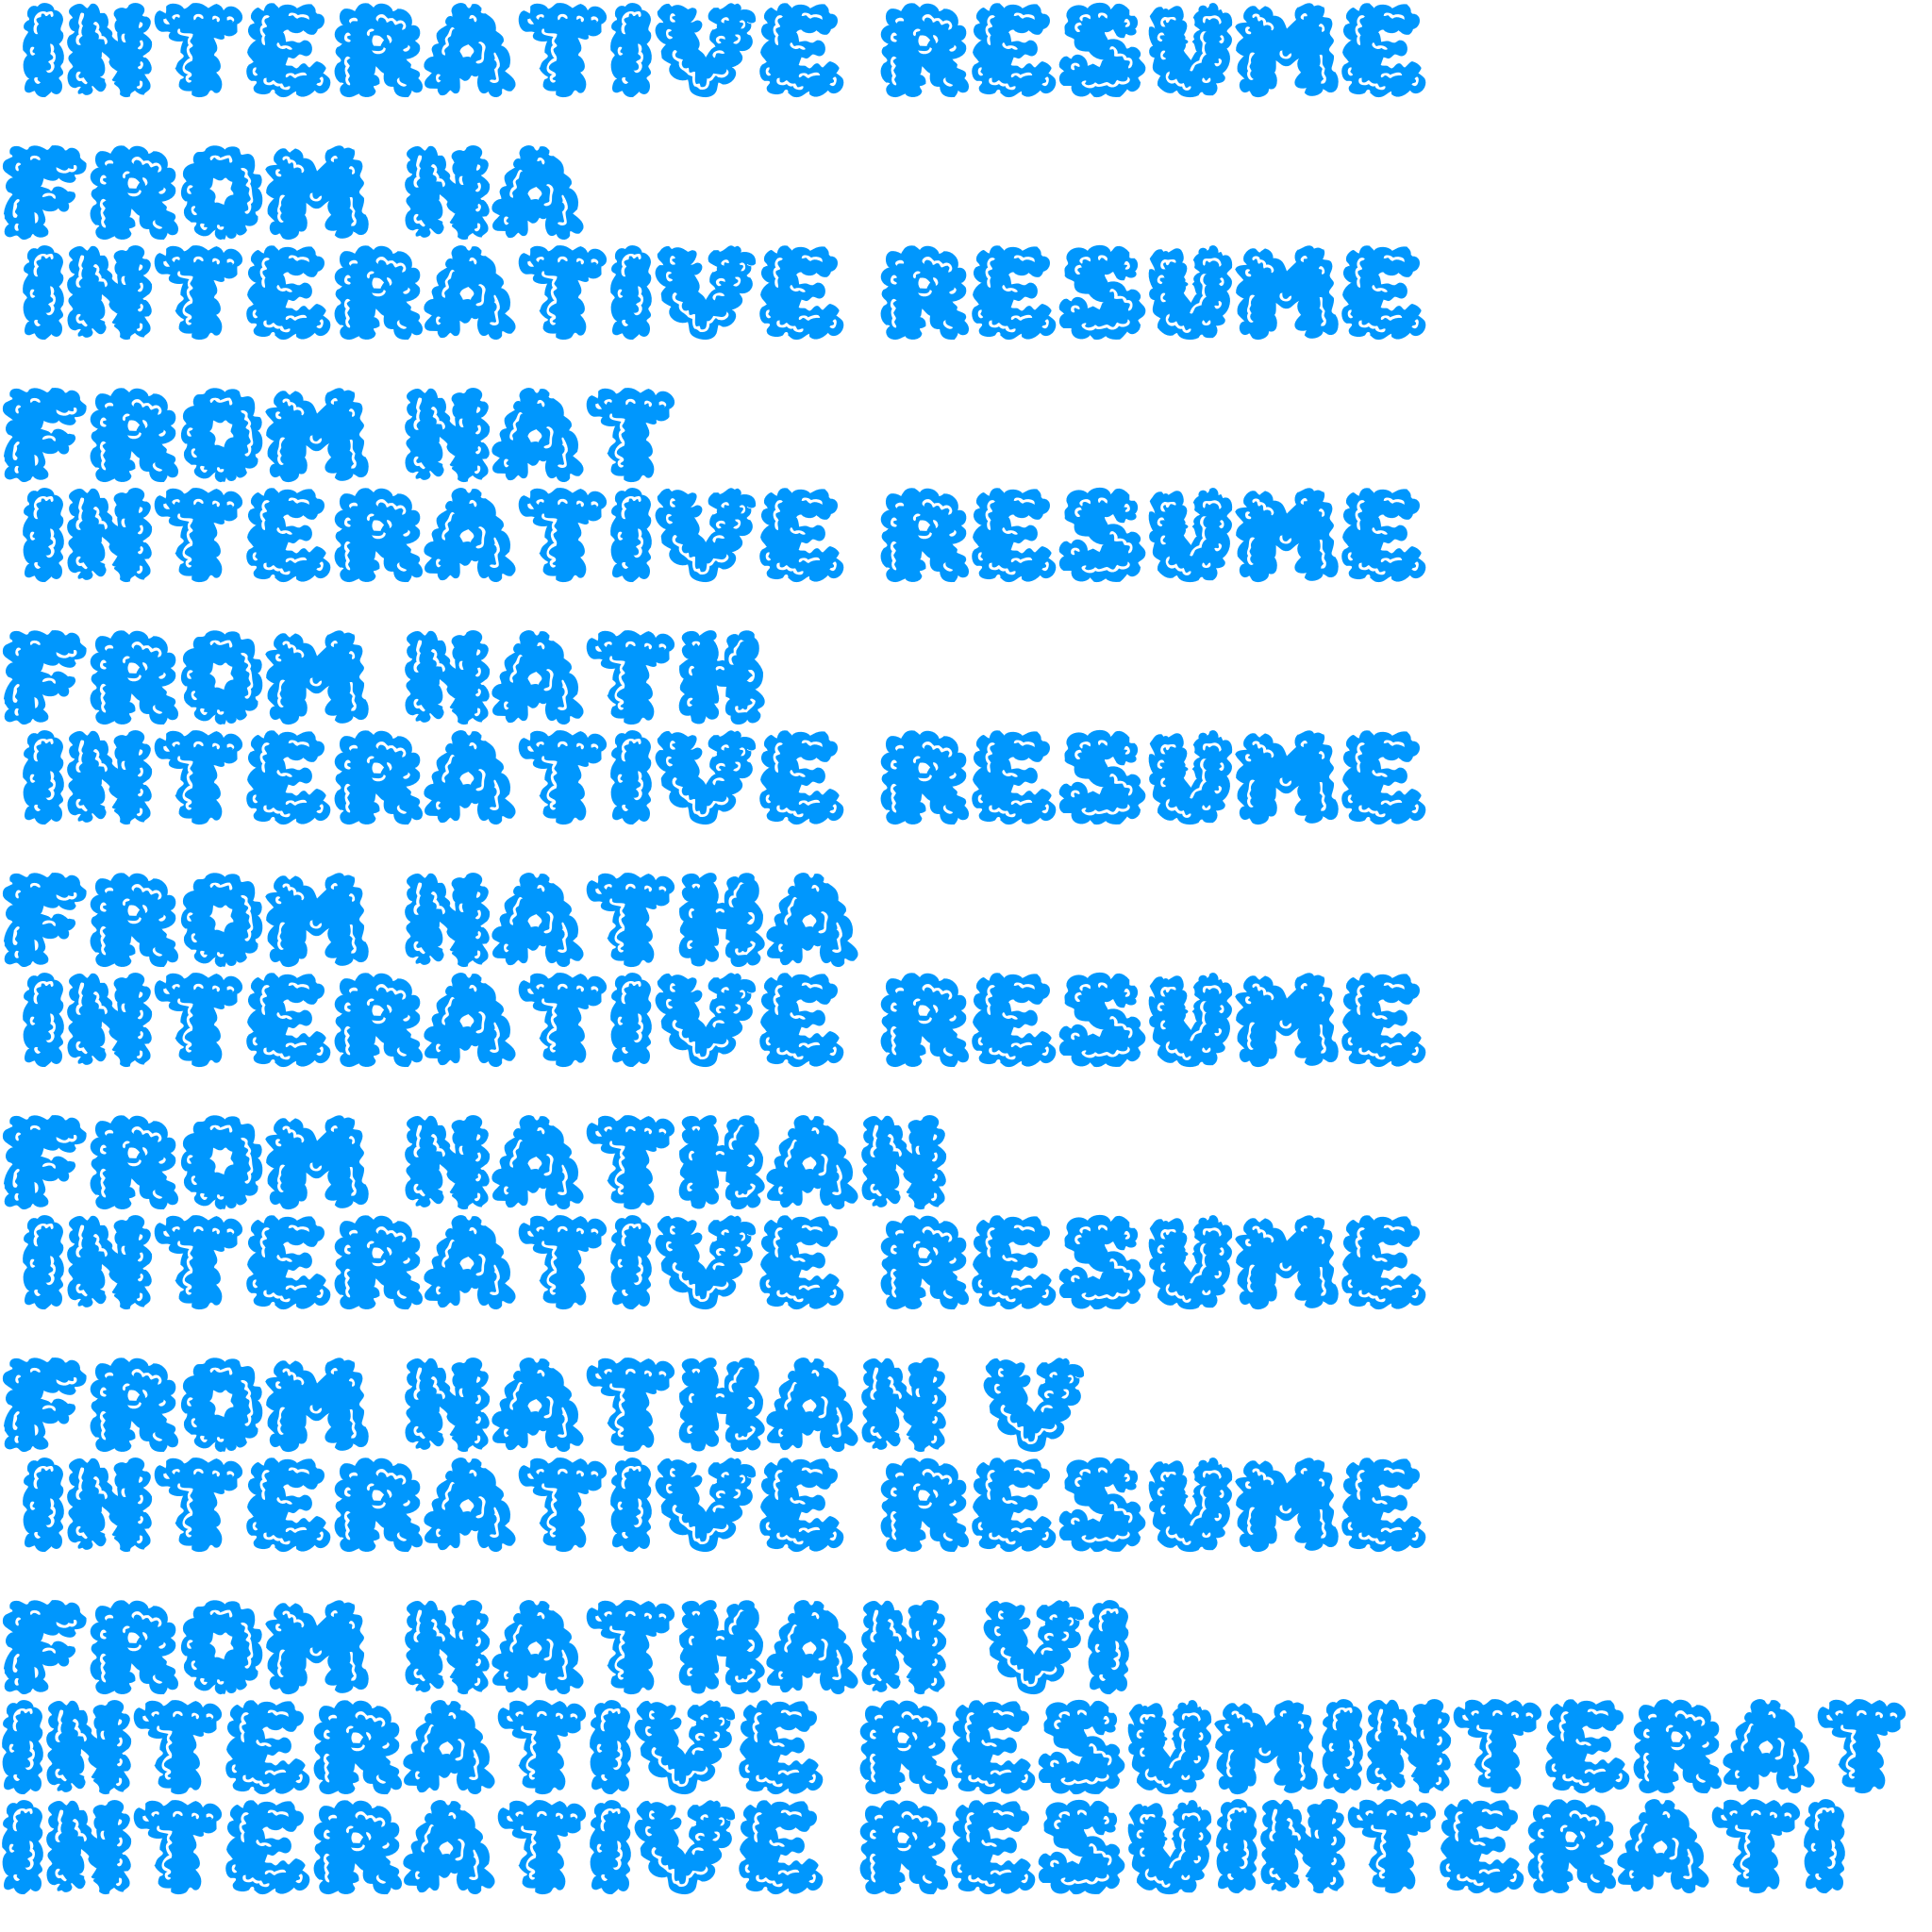 INTERATIVE RESUME
FROM NA
INTERATIVE RESUME
FROM NAT
INTERATIVE RESUME
FROM NATH
INTERATIVE RESUME
FROM NATHA
INTERATIVE RESUME
FROM NATHAN
INTERATIVE RESUME
FROM NATHAN V
INTERATIVE RESUME
FROM NATHAN VI
INTERATIVE RESUMINTERAT
INTERATIVE RESUINTERATI